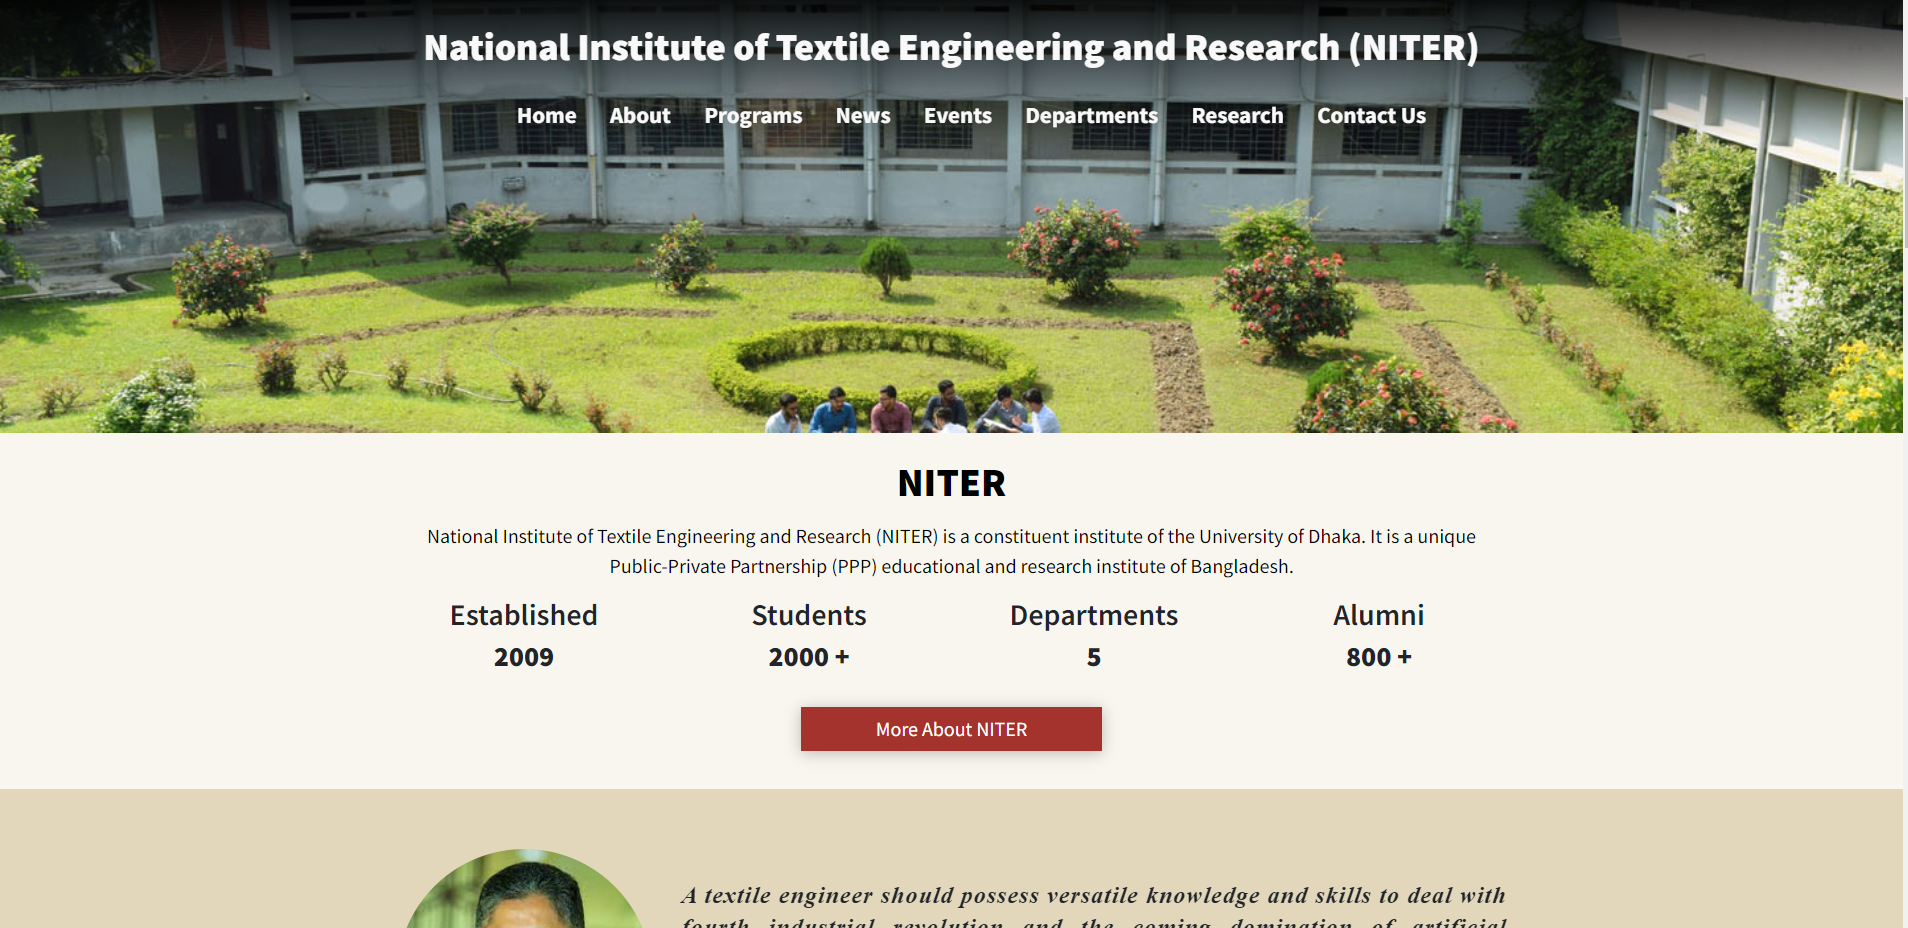 National Institute of Textile Engineering and Research (NITER)
Home About Programs News Events Departments Research Contact Us
NITER
National Institute of Textile Engineering and Research (NITER) is a constituent institute of the University of Dhaka. It is a unique
Public-Private Partnership (PPP) educational and research institute of Bangladesh.
Established Students Departments Alumni
2009 2000 + 5 800 +
More About NITER
A textile engineer should possess versatile knowledge and skills to deal with
fourth industrial revolution and the coming domination of artificial